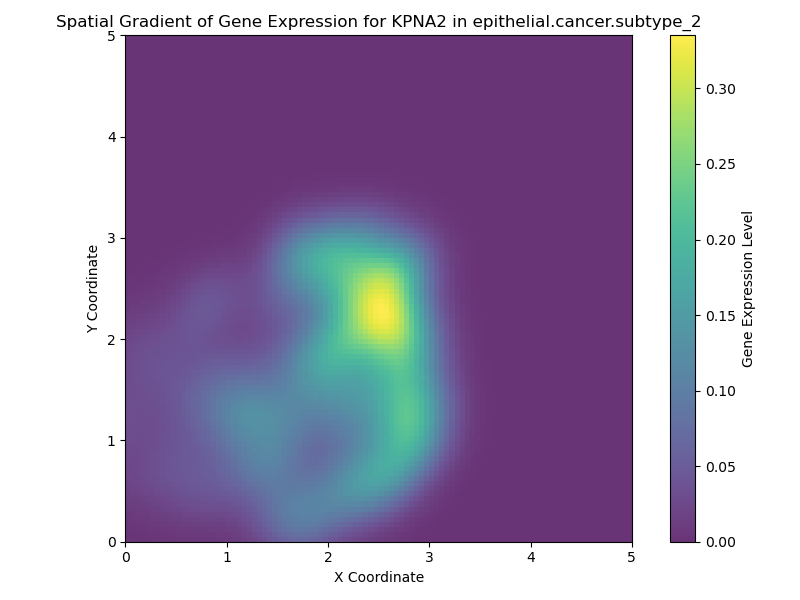 Spatial Gradient of Gene Expression for KPNA2 in epithelial.cancer.subtype_2
5
4
3
2
1
0
Y Coordinate
0 1 2 3 4 5
X Coordinate
0.30
0.25
0.20
0.15
0.10
0.05
0.00
Gene Expression Level